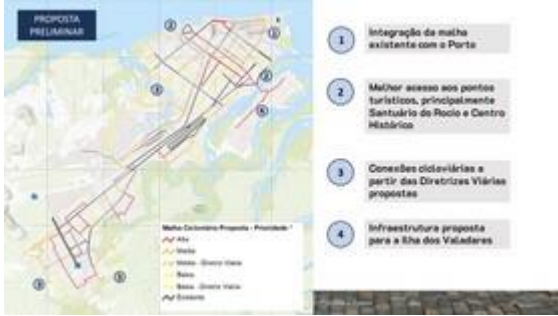 PROPOSTA
PRELIMINAR
1
Integração da malha
existente com o Porto
2
Melhor acesso aos pontos
turísticos, principalmente
Santuário do Rocio e Centro
Histórico
3
Conexões cicloviárias a
partir das Diretrizes Viárias
propostas
4
Infraestrutura proposta
para a Ilha dos Valadares
Malha Cicloviária Proposta - Prioridade
Alta
Média
Média - Diretriz Viária
Baixa
Baixa - Diretriz Viária
Existente